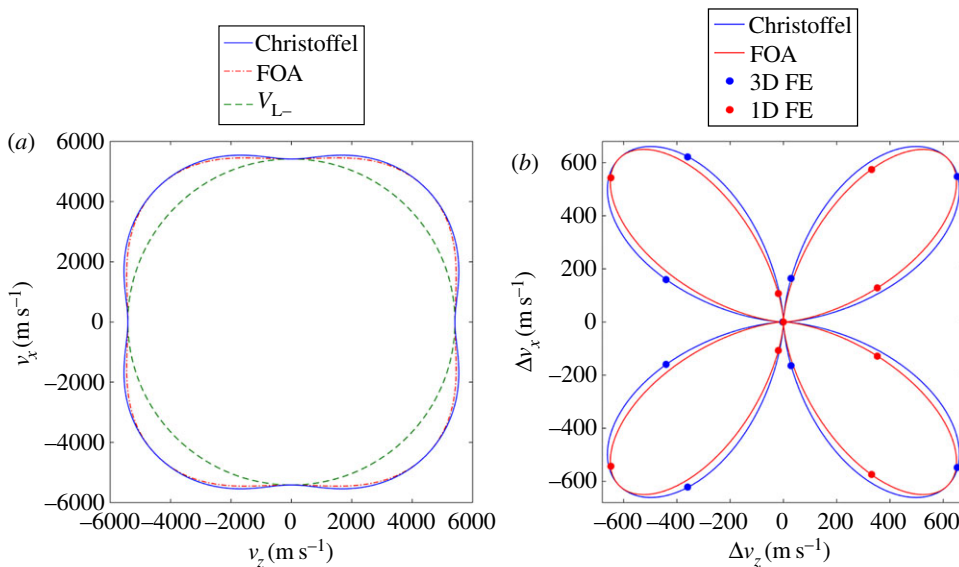 Christoffel
FOA
V_L–
(a)
6000
4000
2000
0
–2000
–4000
–6000
v_x (m s⁻¹)
–6000 –4000 –2000 0 2000 4000 6000
v_z (m s⁻¹)
Christoffel
FOA
3D FE
1D FE
(b)
600
400
200
0
–200
–400
–600
Δv_x (m s⁻¹)
–600 –400 –200 0 200 400 600
Δv_z (m s⁻¹)